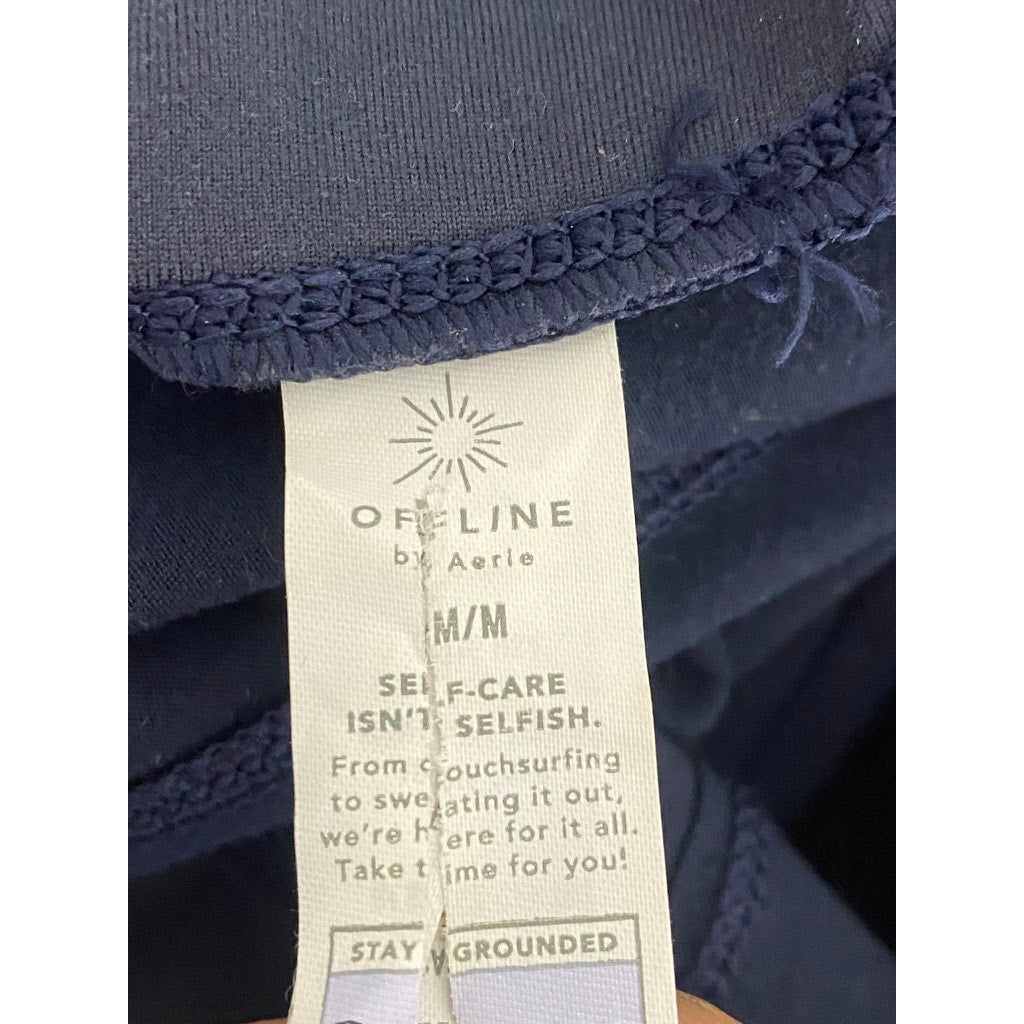 OFFLINE
by Aerie
M/M
SELF-CARE
ISN'T SELFISH.
From couchsurfing
to sweating it out,
we're here for it all.
Take time for you!
STAY GROUNDED